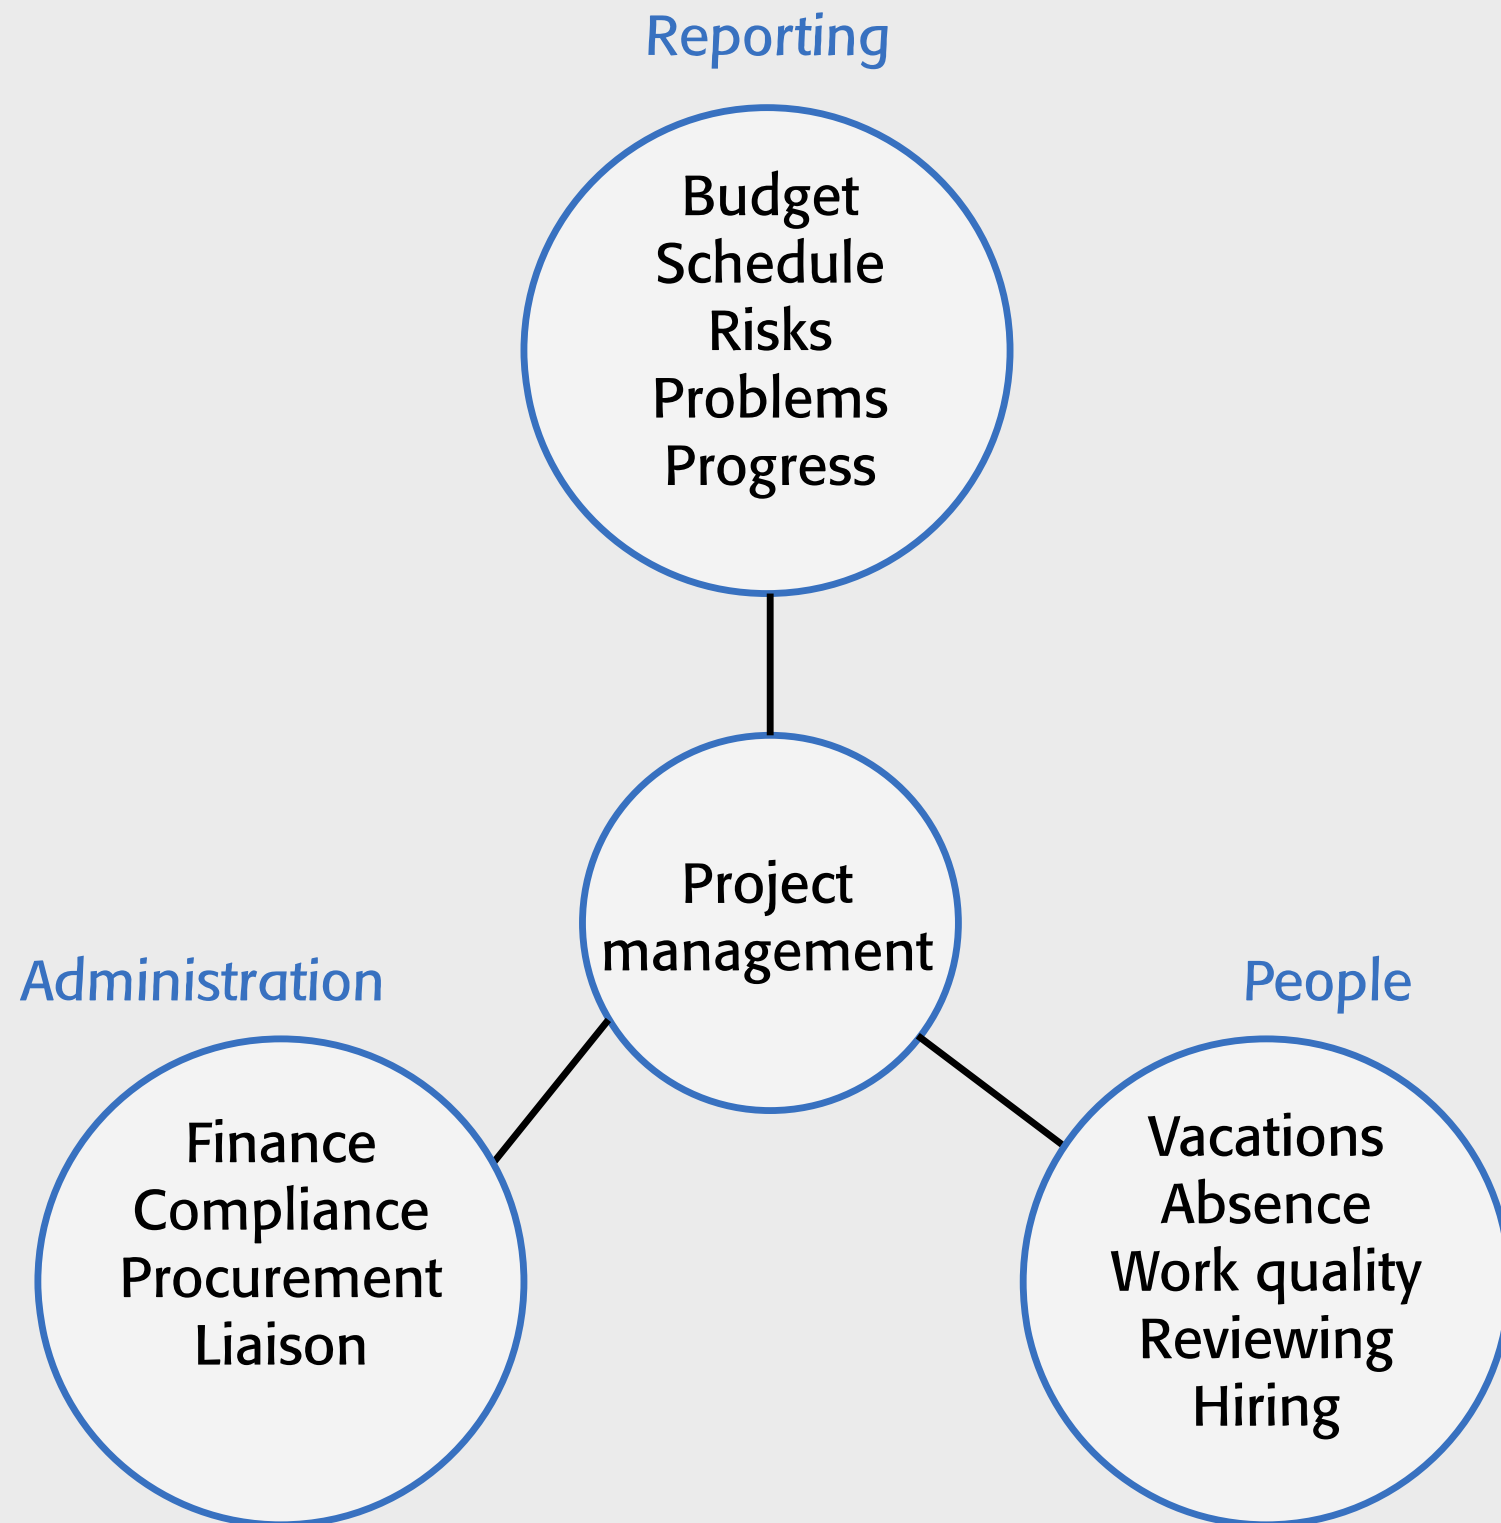 Reporting
Budget
Schedule
Risks
Problems
Progress
Project
management
Administration
Finance
Compliance
Procurement
Liaison
People
Vacations
Absence
Work quality
Reviewing
Hiring